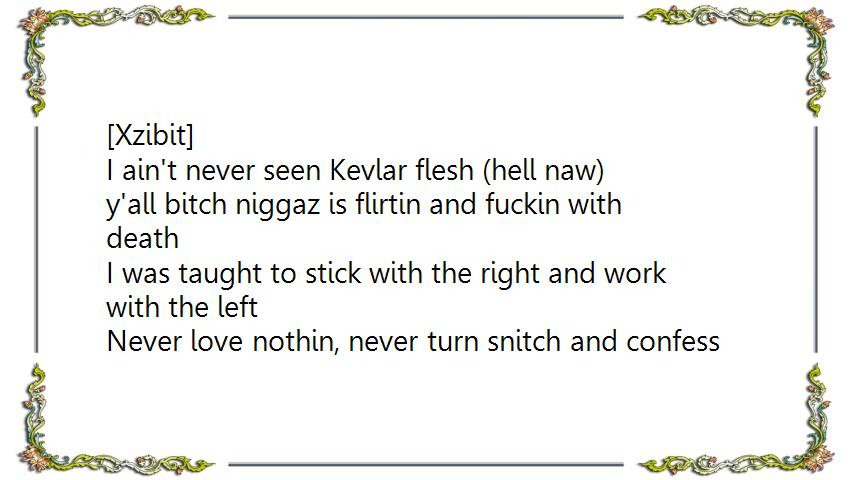 [Xzibit]
I ain't never seen Kevlar flesh (hell naw)
y'all bitch niggaz is flirtin and fuckin with
death
I was taught to stick with the right and work
with the left
Never love nothin, never turn snitch and confess